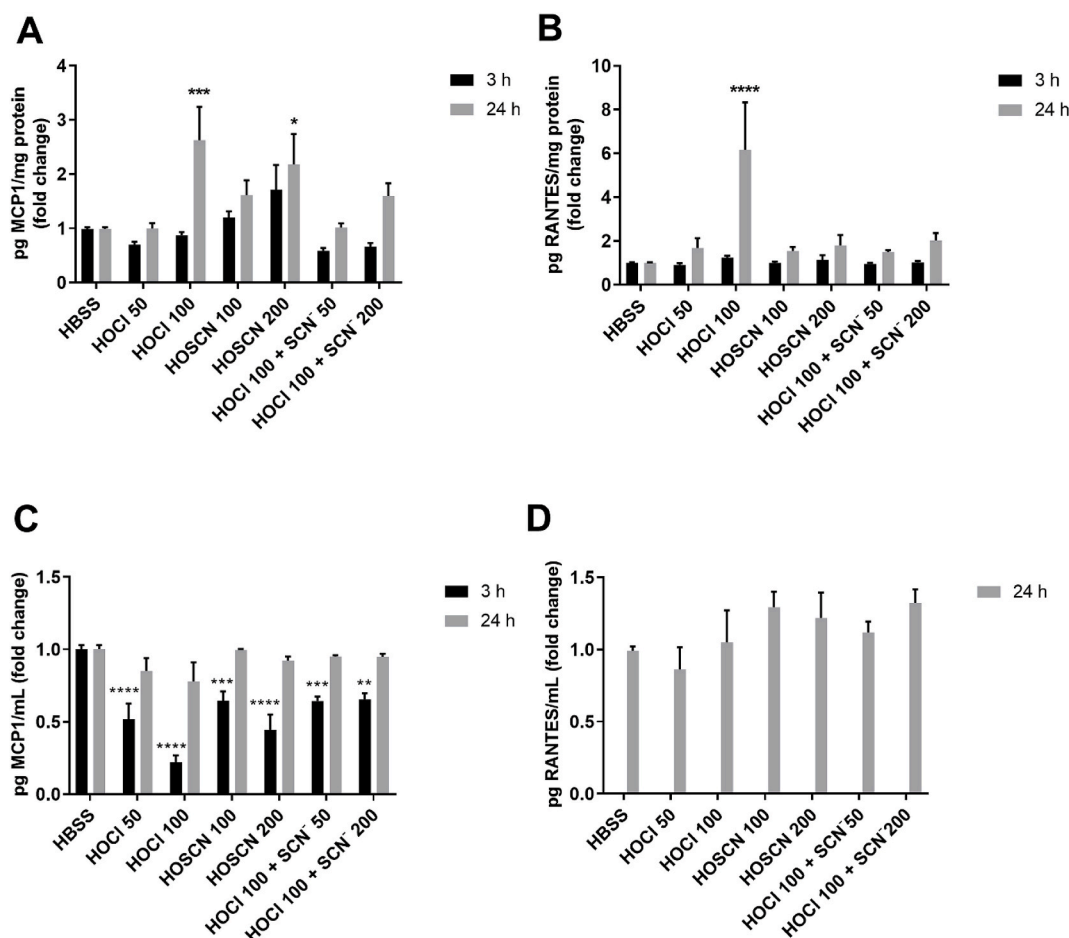 A
pg MCP1/mg protein
(fold change)
4
3
2
1
0
***
*
3 h
24 h
HBSS
HOCl 50
HOCl 100
HOSCN 100
HOSCN 200
HOCl 100 + SCN⁻ 50
HOCl 100 + SCN⁻ 200
B
pg RANTES/mg protein
(fold change)
10
8
6
4
2
0
****
3 h
24 h
HBSS
HOCl 50
HOCl 100
HOSCN 100
HOSCN 200
HOCl 100 + SCN⁻ 50
HOCl 100 + SCN⁻ 200
C
pg MCP1/mL (fold change)
1.5
1.0
0.5
0.0
****
****
***
****
***
**
3 h
24 h
HBSS
HOCl 50
HOCl 100
HOSCN 100
HOSCN 200
HOCl 100 + SCN⁻ 50
HOCl 100 + SCN⁻ 200
D
pg RANTES/mL (fold change)
1.5
1.0
0.5
0.0
24 h
HBSS
HOCl 50
HOCl 100
HOSCN 100
HOSCN 200
HOCl 100 + SCN⁻ 50
HOCl 100 + SCN⁻ 200